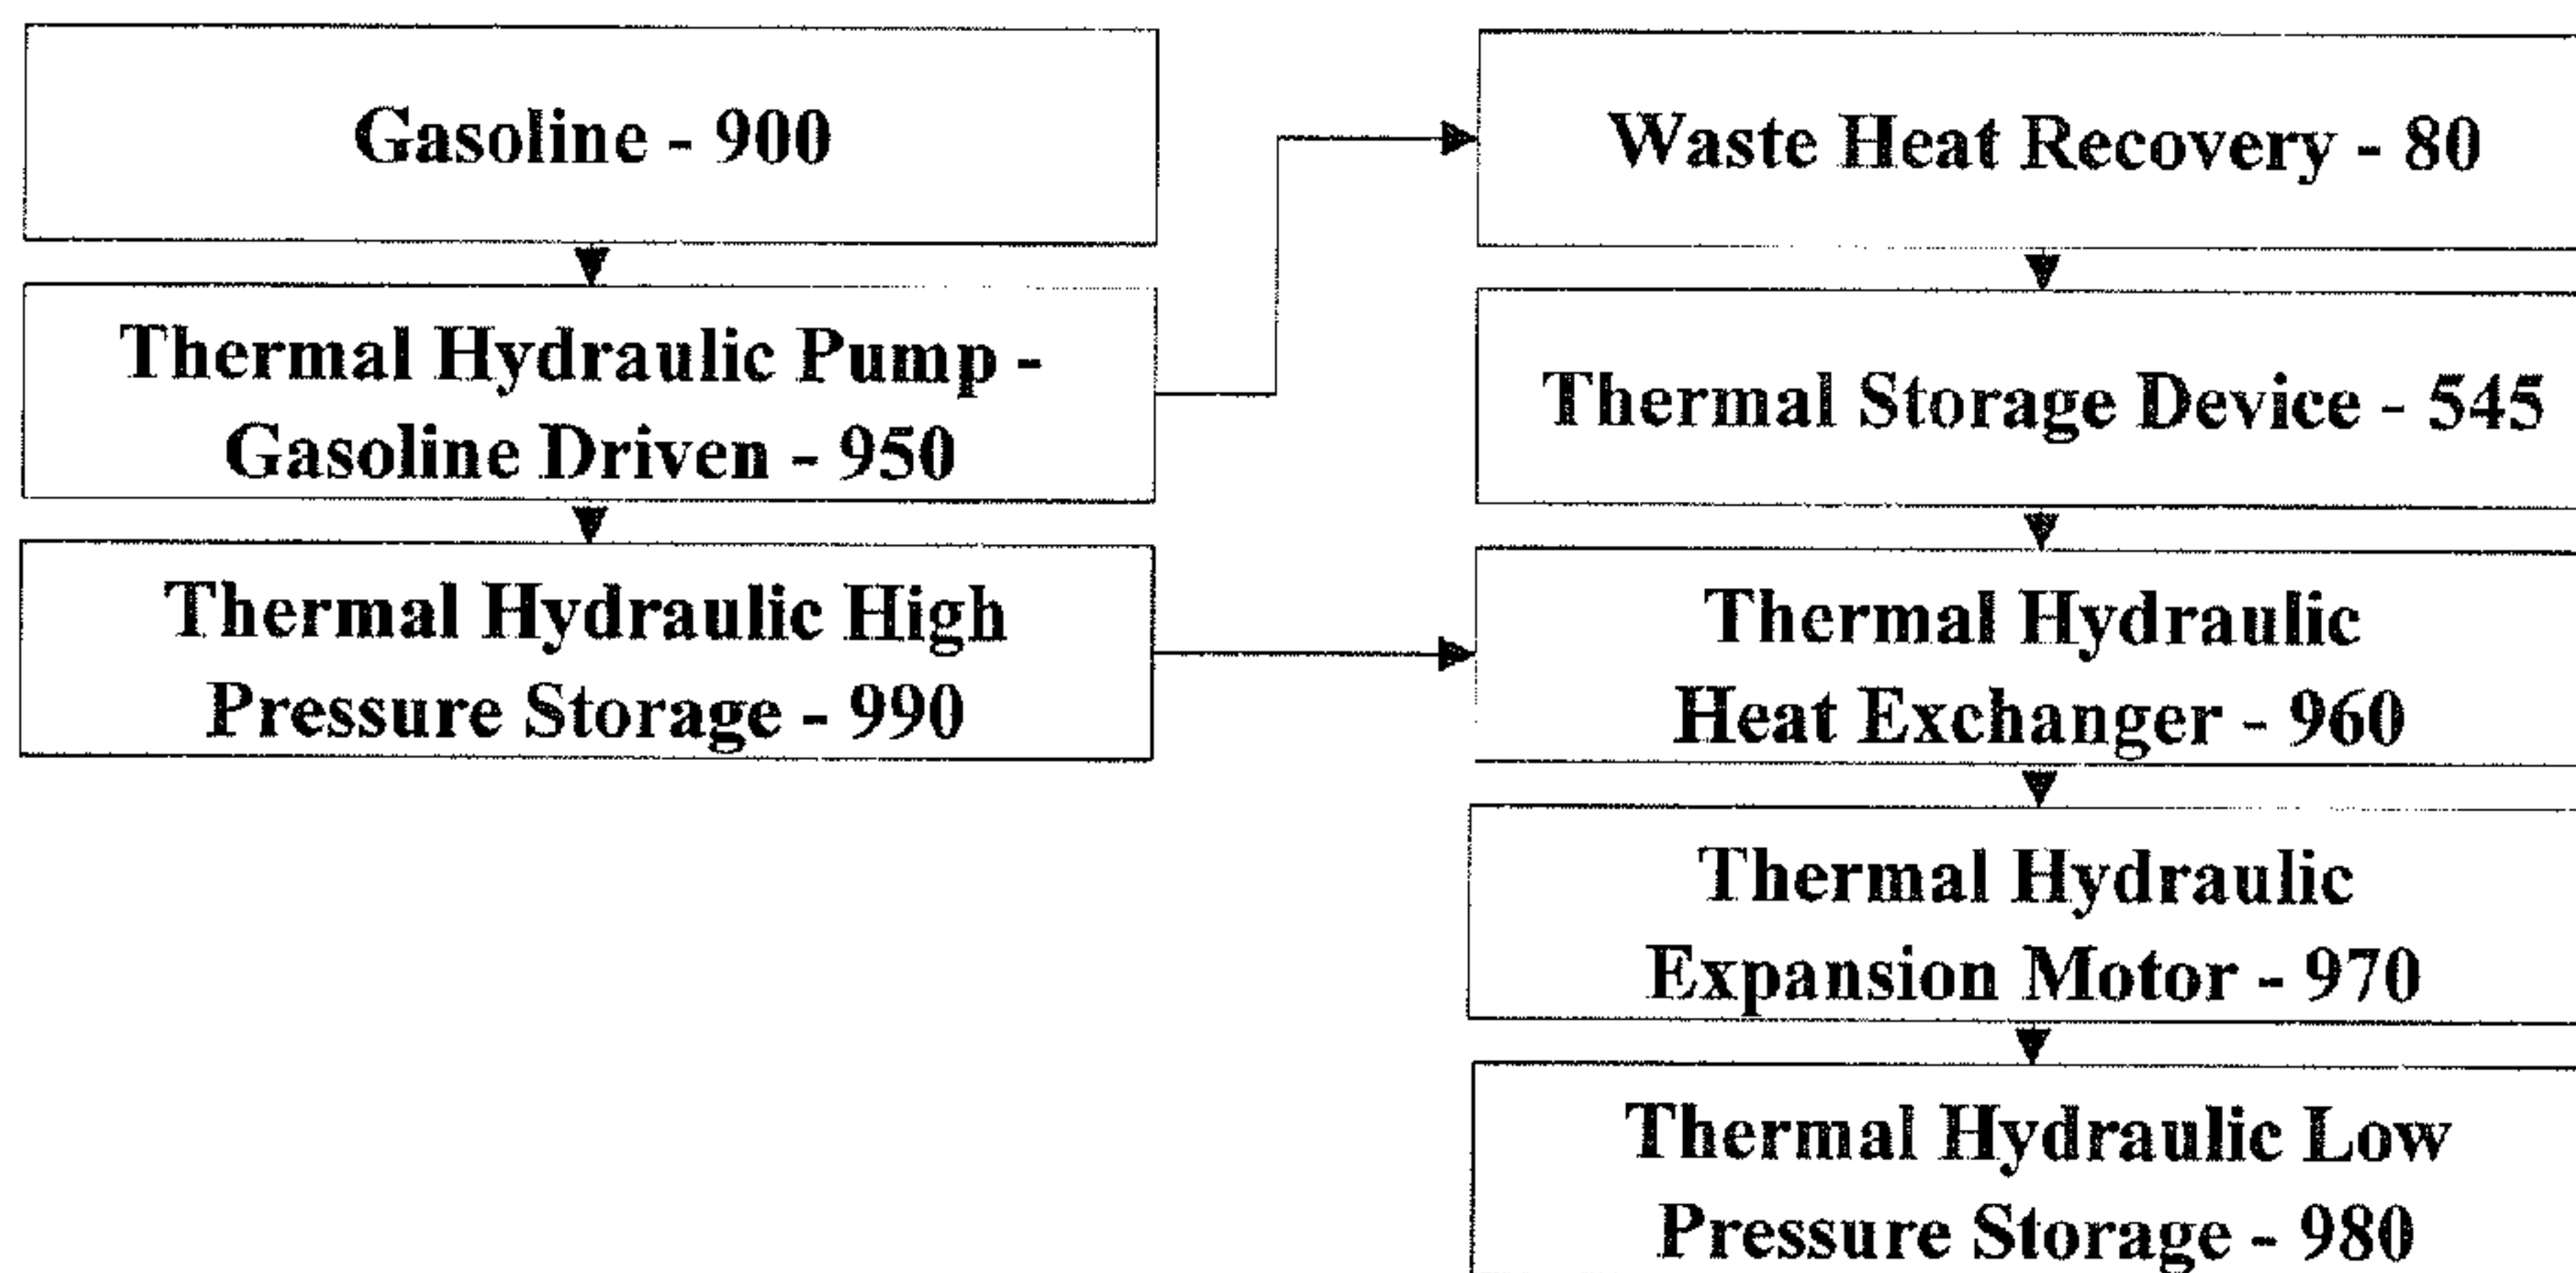 Gasoline - 900
Thermal Hydraulic Pump -
Gasoline Driven - 950
Thermal Hydraulic High
Pressure Storage - 990
Waste Heat Recovery - 80
Thermal Storage Device - 545
Thermal Hydraulic
Heat Exchanger - 960
Thermal Hydraulic
Expansion Motor - 970
Thermal Hydraulic Low
Pressure Storage - 980